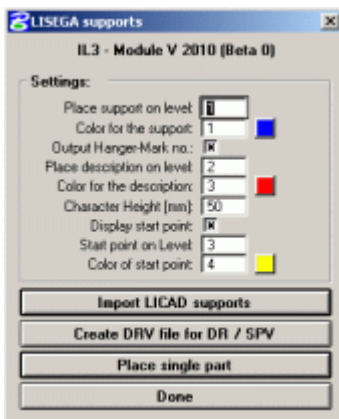 LISEGA supports
IL3 - Module V 2010 (Beta 0)
Settings:
Place support on level: 1
Color for the support: 1
Output Hanger-Mark no.:
Place description on level: 2
Color for the description: 3
Character Height [mm]: 50
Display start point:
Start point on Level: 3
Color of start point: 4
Import LICAD supports
Create DRV file for DR / SPV
Place single part
Done